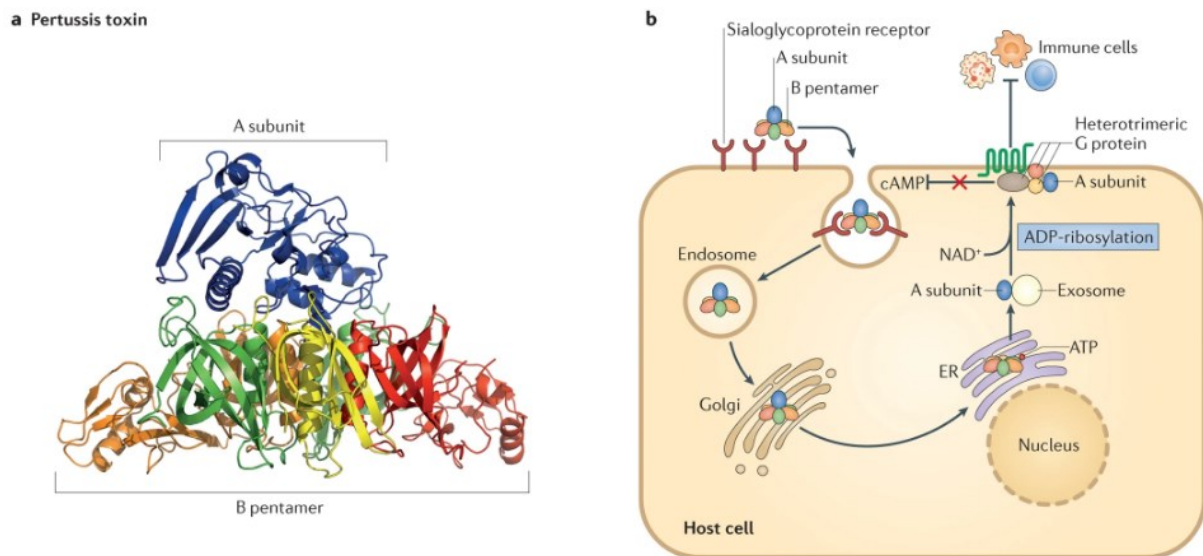 a Pertussis toxin
A subunit
B pentamer
b
Sialoglycoprotein receptor
A subunit
B pentamer
Immune cells
Heterotrimeric
G protein
cAMP
A subunit
ADP-ribosylation
NAD⁺
Endosome
A subunit
Exosome
ATP
ER
Golgi
Nucleus
Host cell